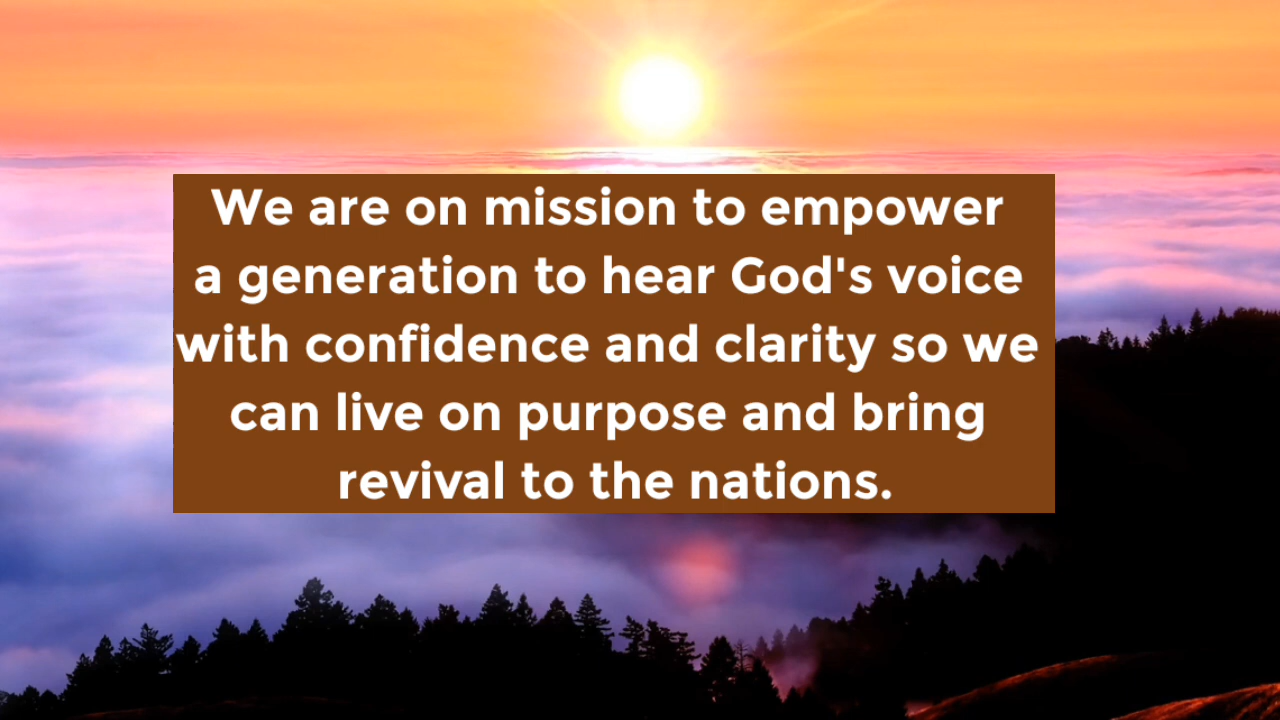 We are on mission to empower
a generation to hear God's voice
with confidence and clarity so we
can live on purpose and bring
revival to the nations.